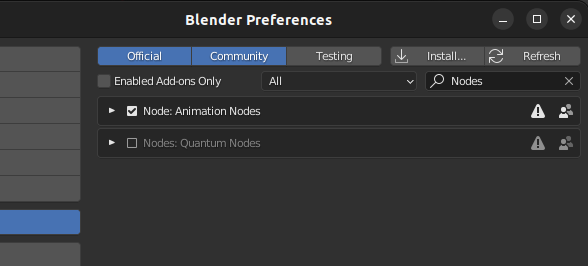 Blender Preferences
Official Community Testing Install... Refresh
Enabled Add-ons Only All Nodes
Node: Animation Nodes
Nodes: Quantum Nodes